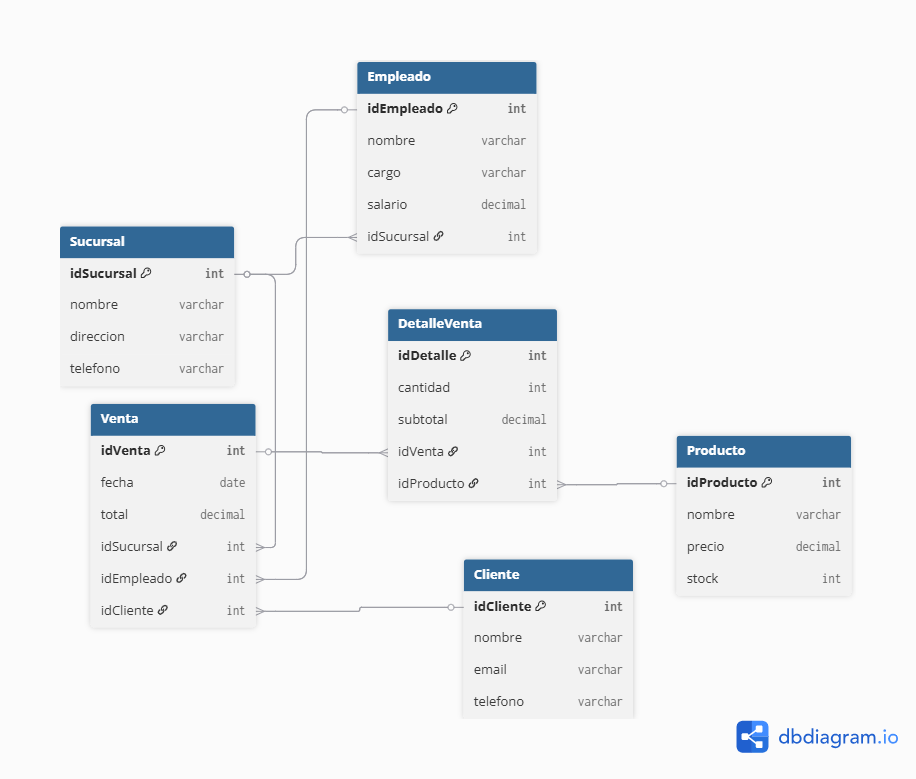 Empleado
idEmpleado int
nombre varchar
cargo varchar
salario decimal
idSucursal int
Sucursal
idSucursal int
nombre varchar
direccion varchar
telefono varchar
DetalleVenta
idDetalle int
cantidad int
subtotal decimal
idVenta int
idProducto int
Venta
idVenta int
fecha date
total decimal
idSucursal int
idEmpleado int
idCliente int
Producto
idProducto int
nombre varchar
precio decimal
stock int
Cliente
idCliente int
nombre varchar
email varchar
telefono varchar
dbdiagram.io